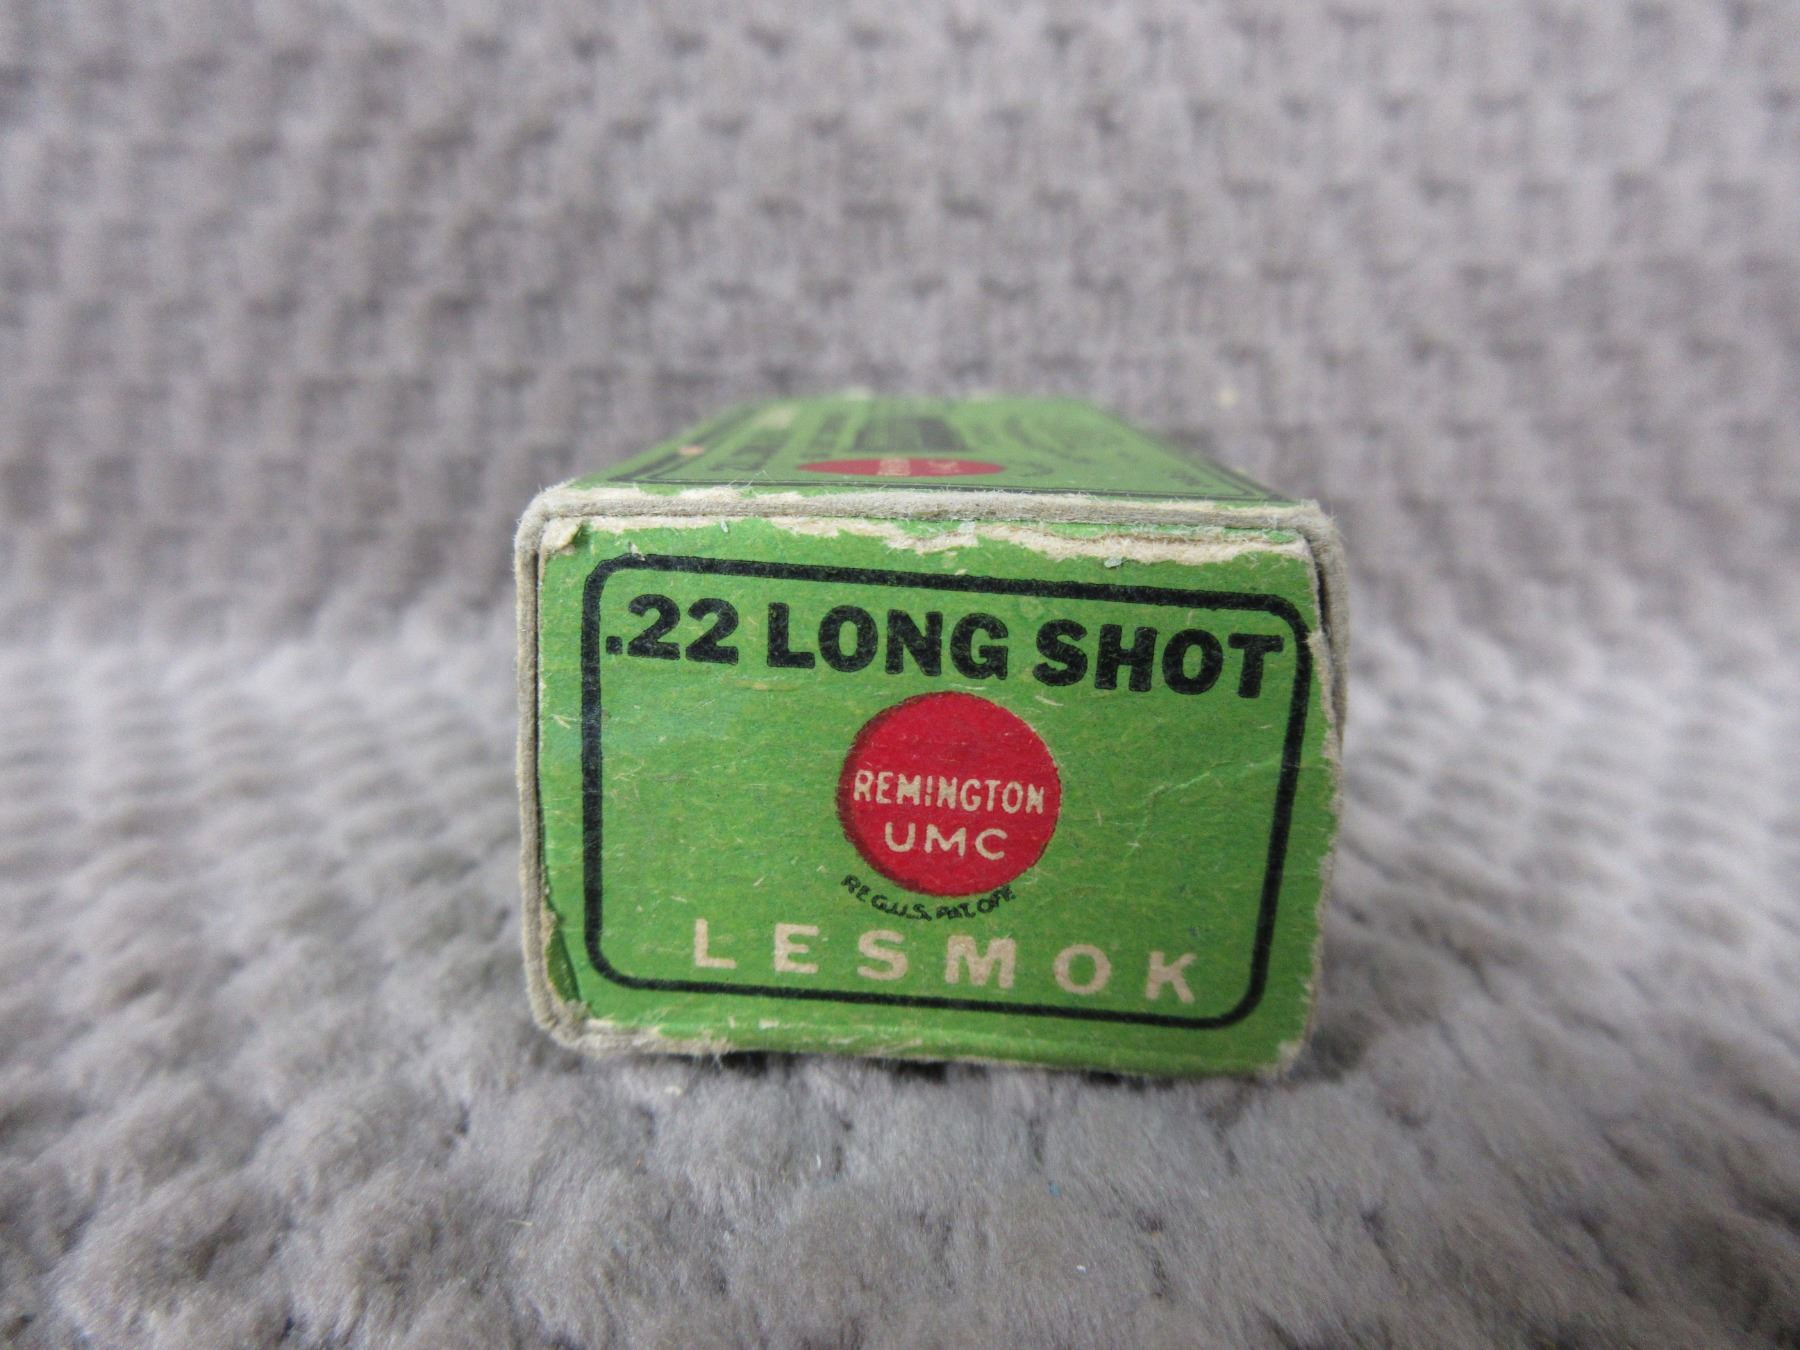 .22 LONG SHOT
REMINGTON
UMC
REG. U.S. PAT. OFF.
LESMOK